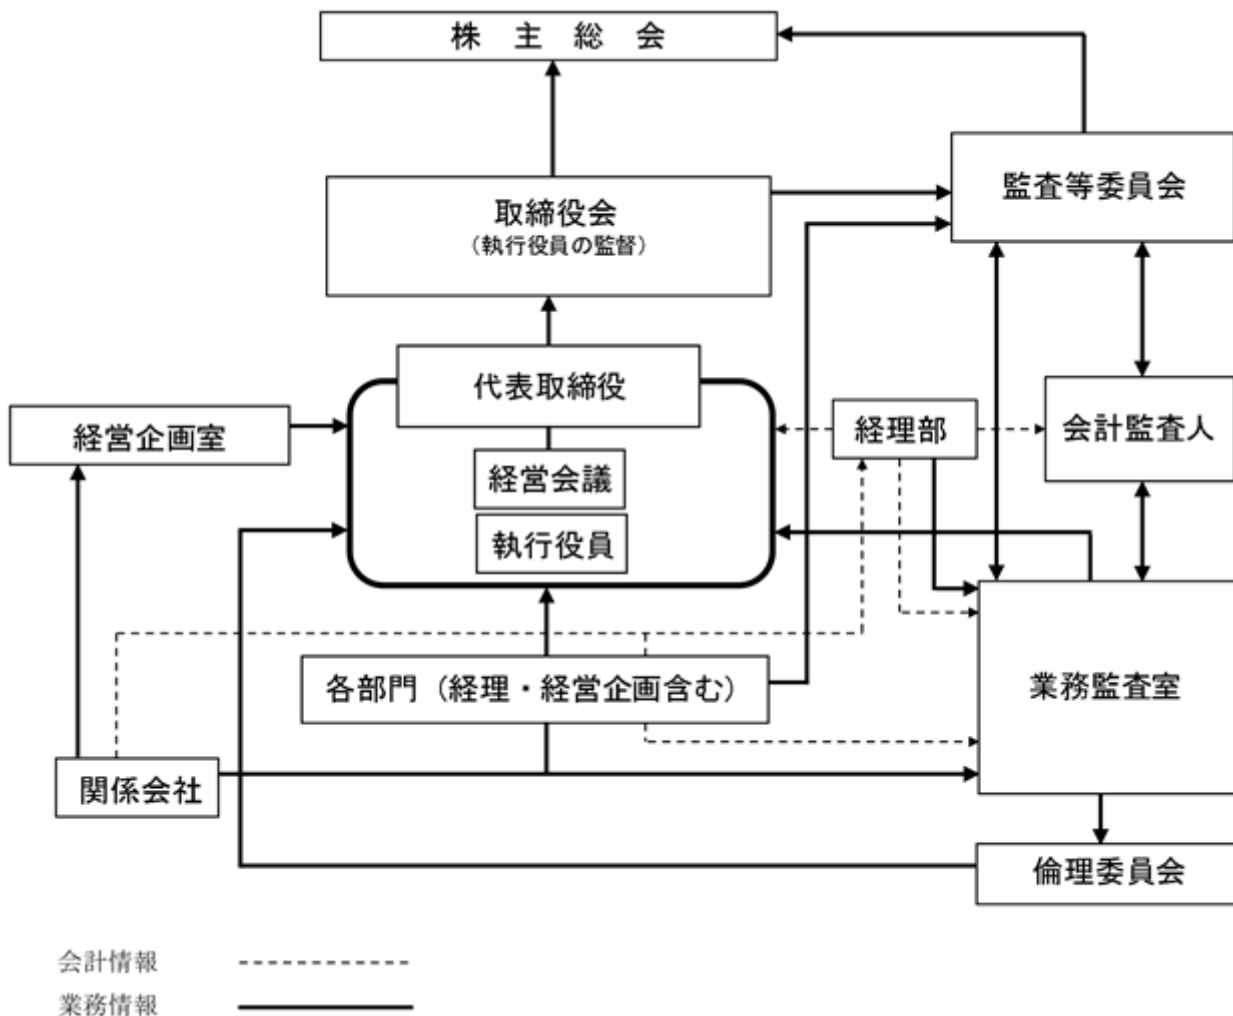 株 主 総 会
監査等委員会
取締役会
（執行役員の監督）
代表取締役
経営企画室
経理部
会計監査人
経営会議
執行役員
各部門（経理・経営企画含む）
業務監査室
関係会社
倫理委員会
会計情報
業務情報